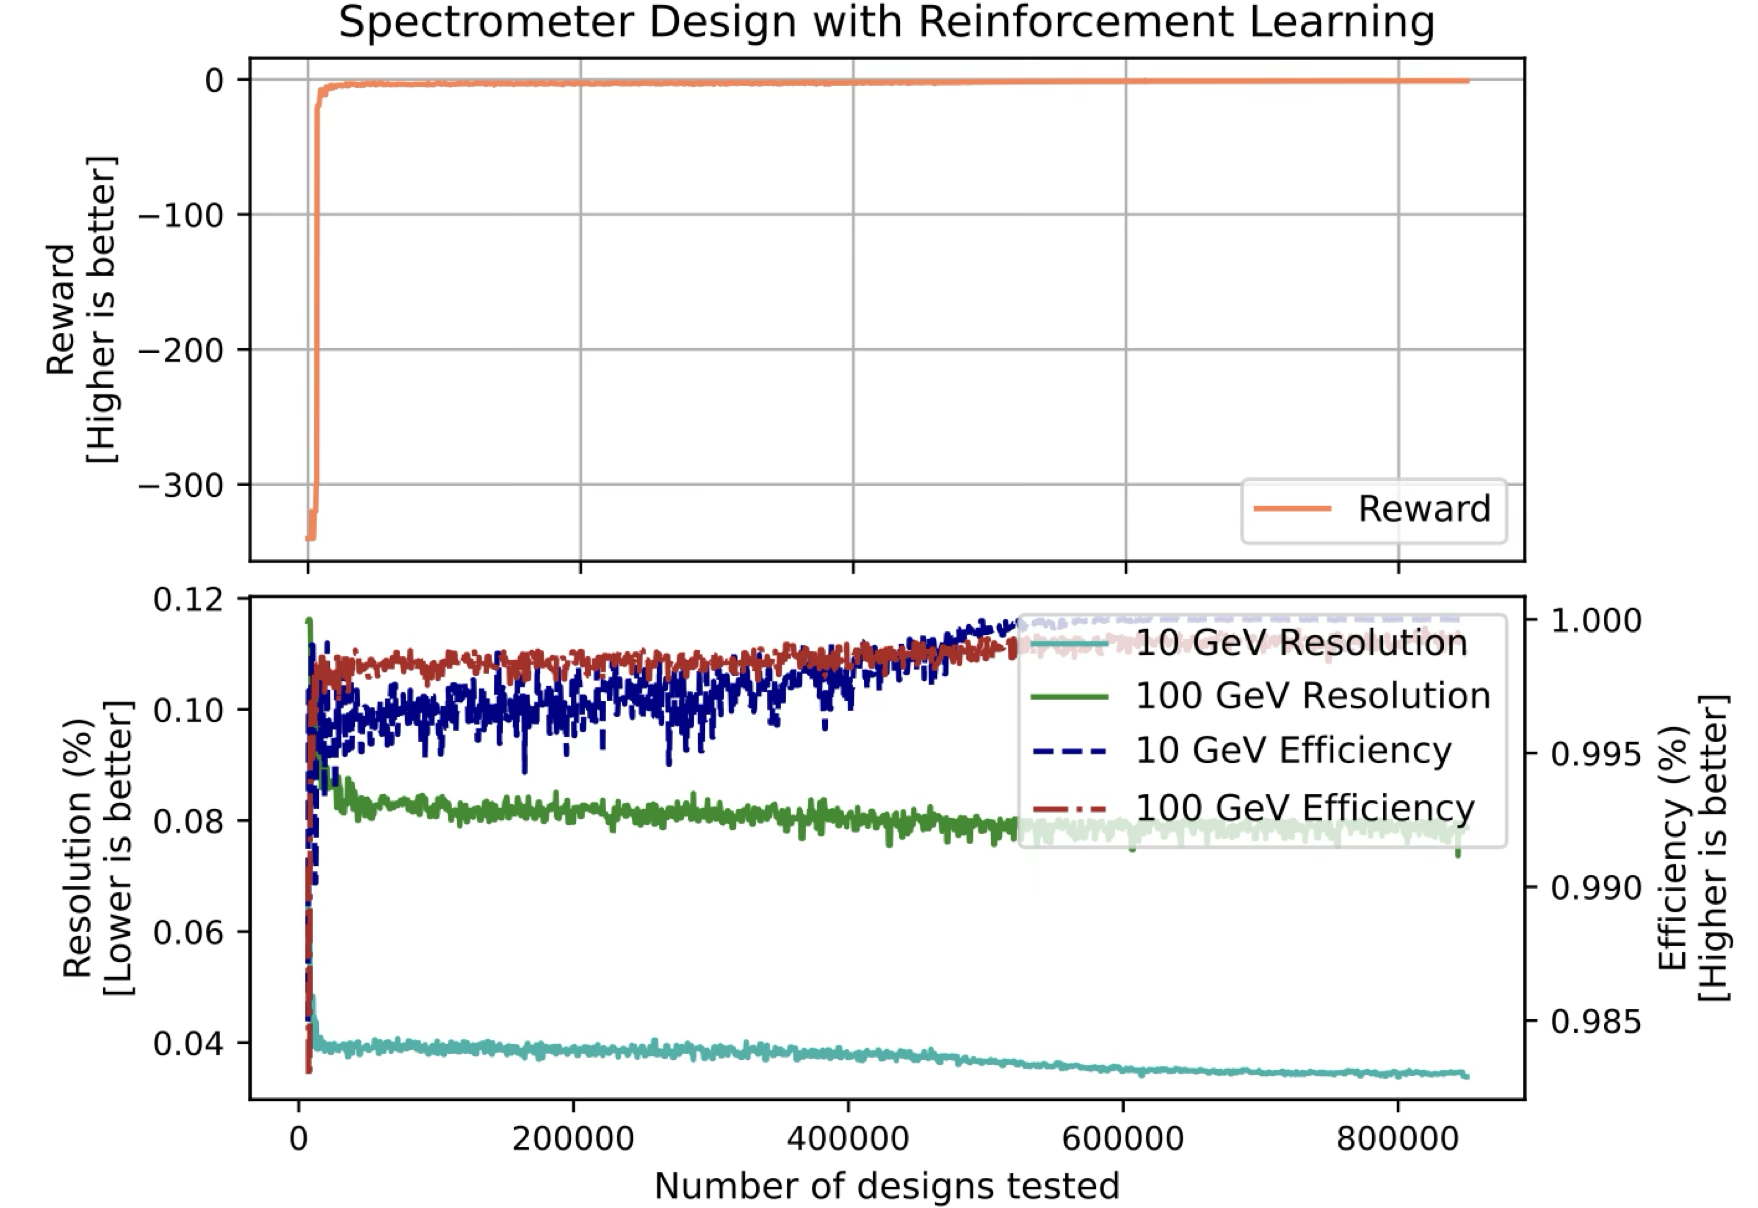 Spectrometer Design with Reinforcement Learning
Reward
[Higher is better]
0
−100
−200
−300
Reward
Resolution (%)
[Lower is better]
0.12
0.10
0.08
0.06
0.04
10 GeV Resolution
100 GeV Resolution
10 GeV Efficiency
100 GeV Efficiency
1.000
0.995
0.990
0.985
Efficiency (%)
[Higher is better]
0
200000
400000
600000
800000
Number of designs tested